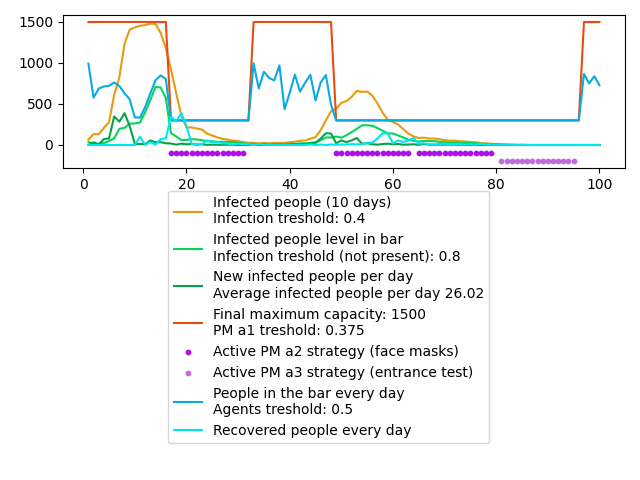 1500
1000
500
0
0 20 40 60 80 100
Infected people (10 days)
Infection treshold: 0.4
Infected people level in bar
Infection treshold (not present): 0.8
New infected people per day
Average infected people per day 26.02
Final maximum capacity: 1500
PM a1 treshold: 0.375
Active PM a2 strategy (face masks)
Active PM a3 strategy (entrance test)
People in the bar every day
Agents treshold: 0.5
Recovered people every day